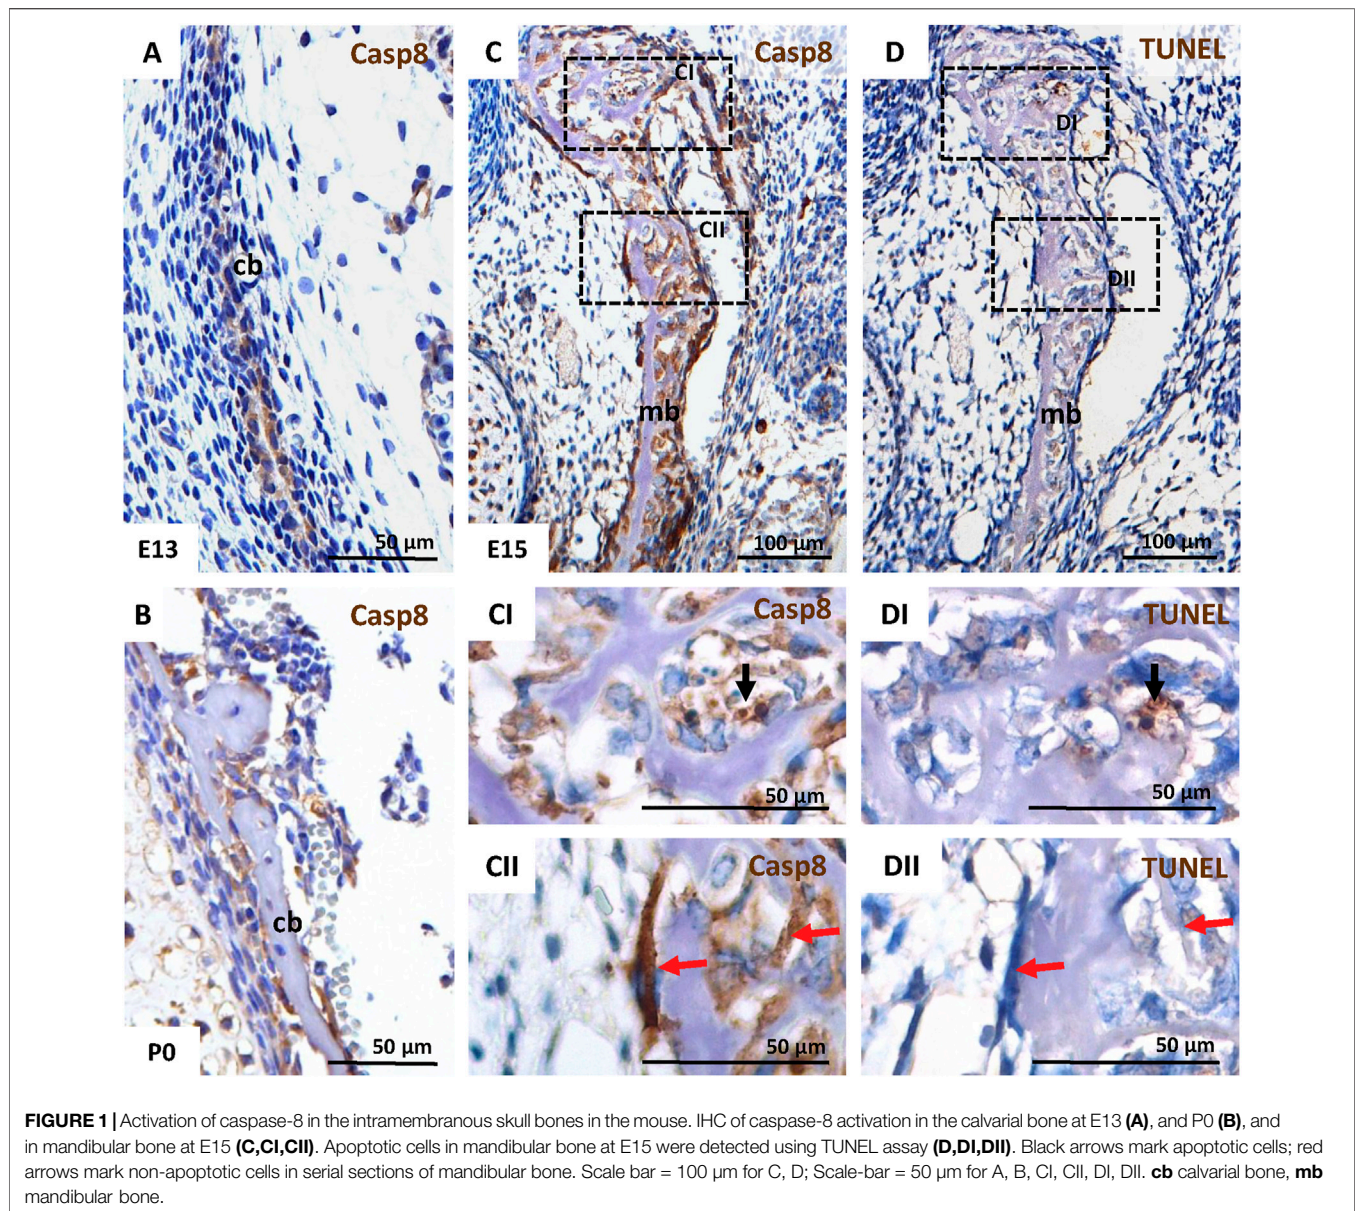 A
Casp8
cb
E13
50 µm
C
Casp8
CI
CII
mb
E15
100 µm
D
TUNEL
DI
DII
mb
100 µm
B
Casp8
cb
P0
50 µm
CI
Casp8
50 µm
DI
TUNEL
50 µm
CII
Casp8
50 µm
DII
TUNEL
50 µm
FIGURE 1 | Activation of caspase-8 in the intramembranous skull bones in the mouse. IHC of caspase-8 activation in the calvarial bone at E13 (A), and P0 (B), and
in mandibular bone at E15 (C,CI,CII). Apoptotic cells in mandibular bone at E15 were detected using TUNEL assay (D,DI,DII). Black arrows mark apoptotic cells; red
arrows mark non-apoptotic cells in serial sections of mandibular bone. Scale bar = 100 µm for C, D; Scale-bar = 50 µm for A, B, CI, CII, DI, DII. cb calvarial bone, mb
mandibular bone.